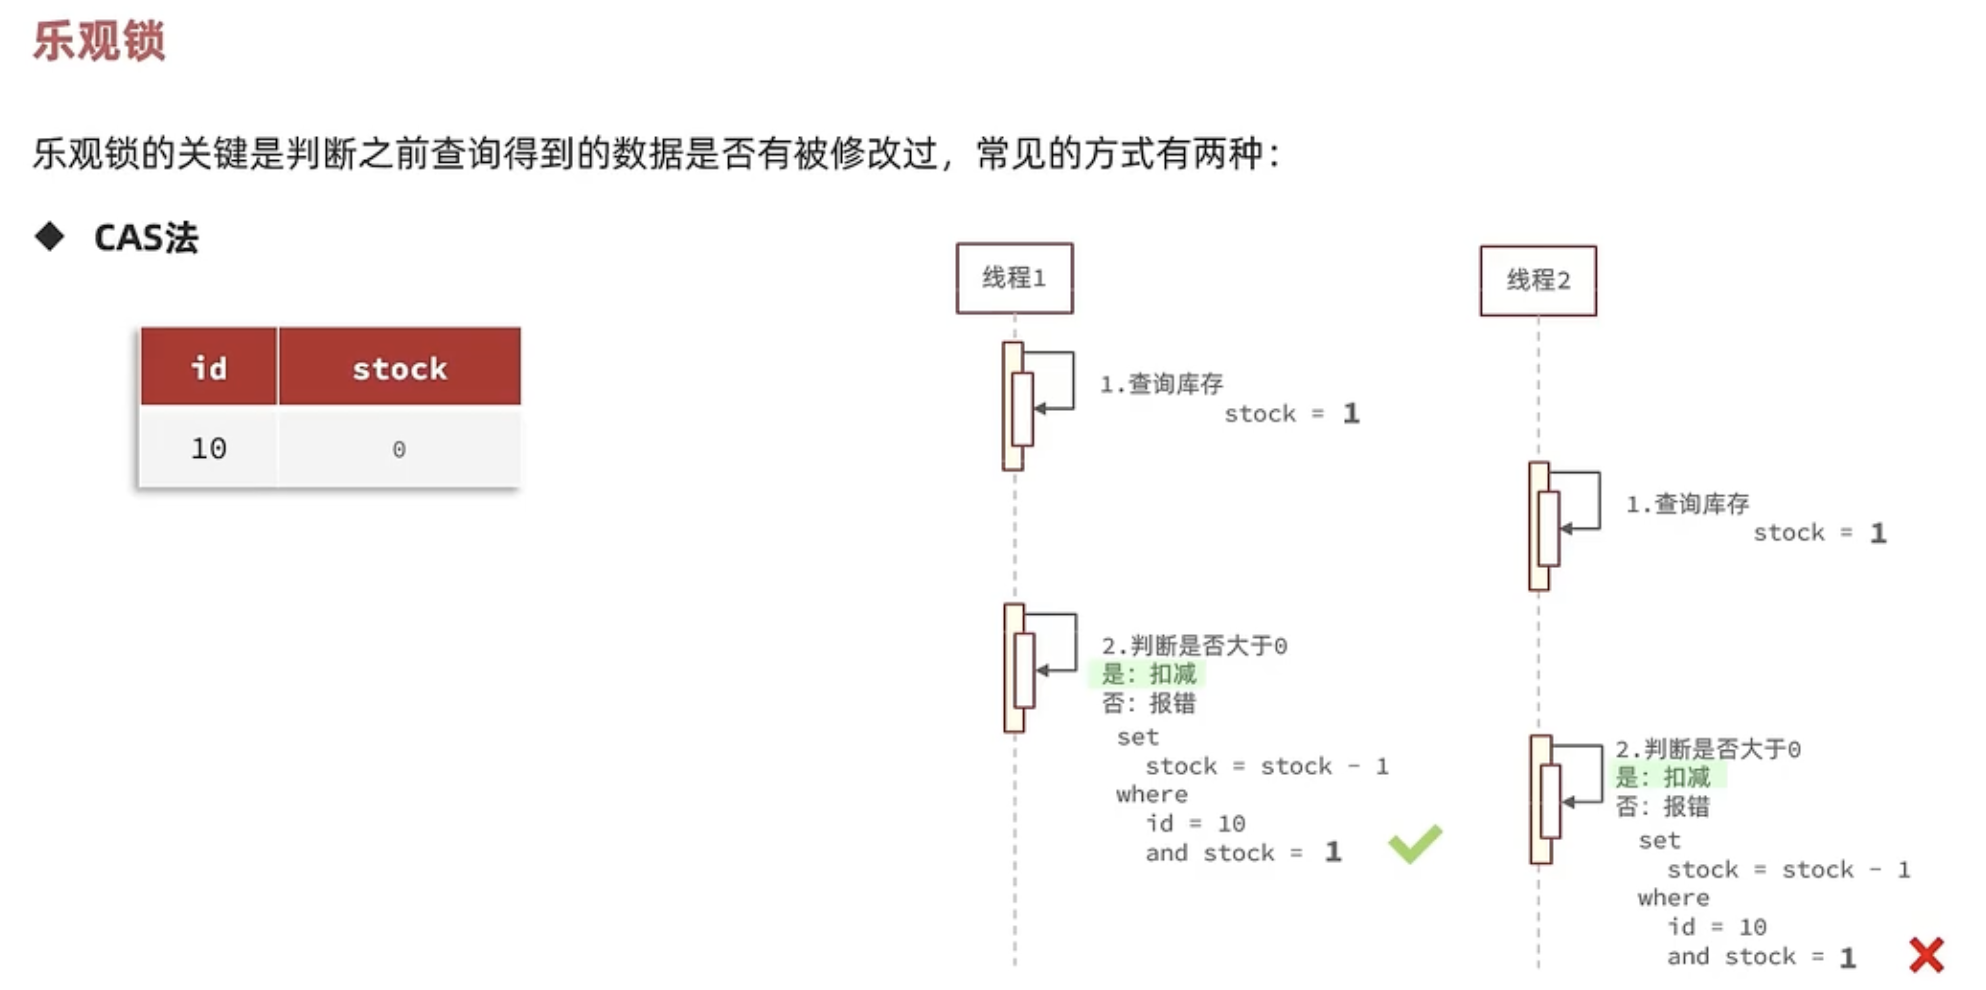 乐观锁
乐观锁的关键是判断之前查询得到的数据是否有被修改过，常见的方式有两种：
◆ CAS法
id stock
10 0
线程1
1.查询库存
stock = 1
2.判断是否大于0
是：扣减
否：报错
set
stock = stock - 1
where
id = 10
and stock = 1
线程2
1.查询库存
stock = 1
2.判断是否大于0
是：扣减
否：报错
set
stock = stock - 1
where
id = 10
and stock = 1